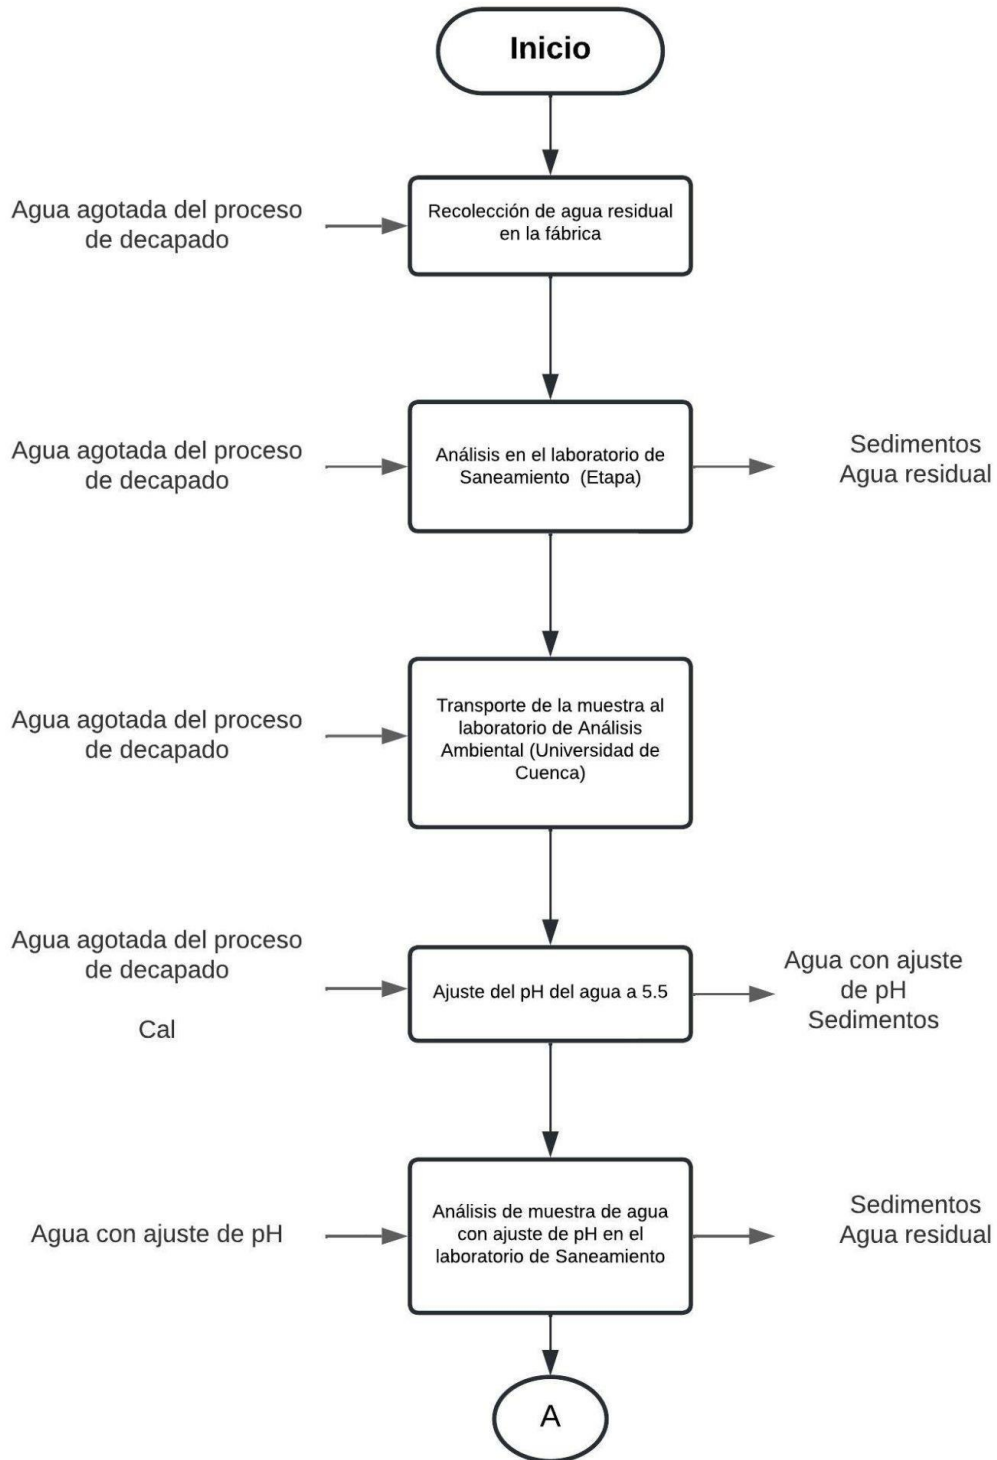 Inicio
Agua agotada del proceso
de decapado
Recolección de agua residual
en la fábrica
Agua agotada del proceso
de decapado
Análisis en el laboratorio de
Saneamiento (Etapa)
Sedimentos
Agua residual
Agua agotada del proceso
de decapado
Transporte de la muestra al
laboratorio de Análisis
Ambiental (Universidad de
Cuenca)
Agua agotada del proceso
de decapado
Cal
Ajuste del pH del agua a 5.5
Agua con ajuste
de pH
Sedimentos
Agua con ajuste de pH
Análisis de muestra de agua
con ajuste de pH en el
laboratorio de Saneamiento
Sedimentos
Agua residual
A